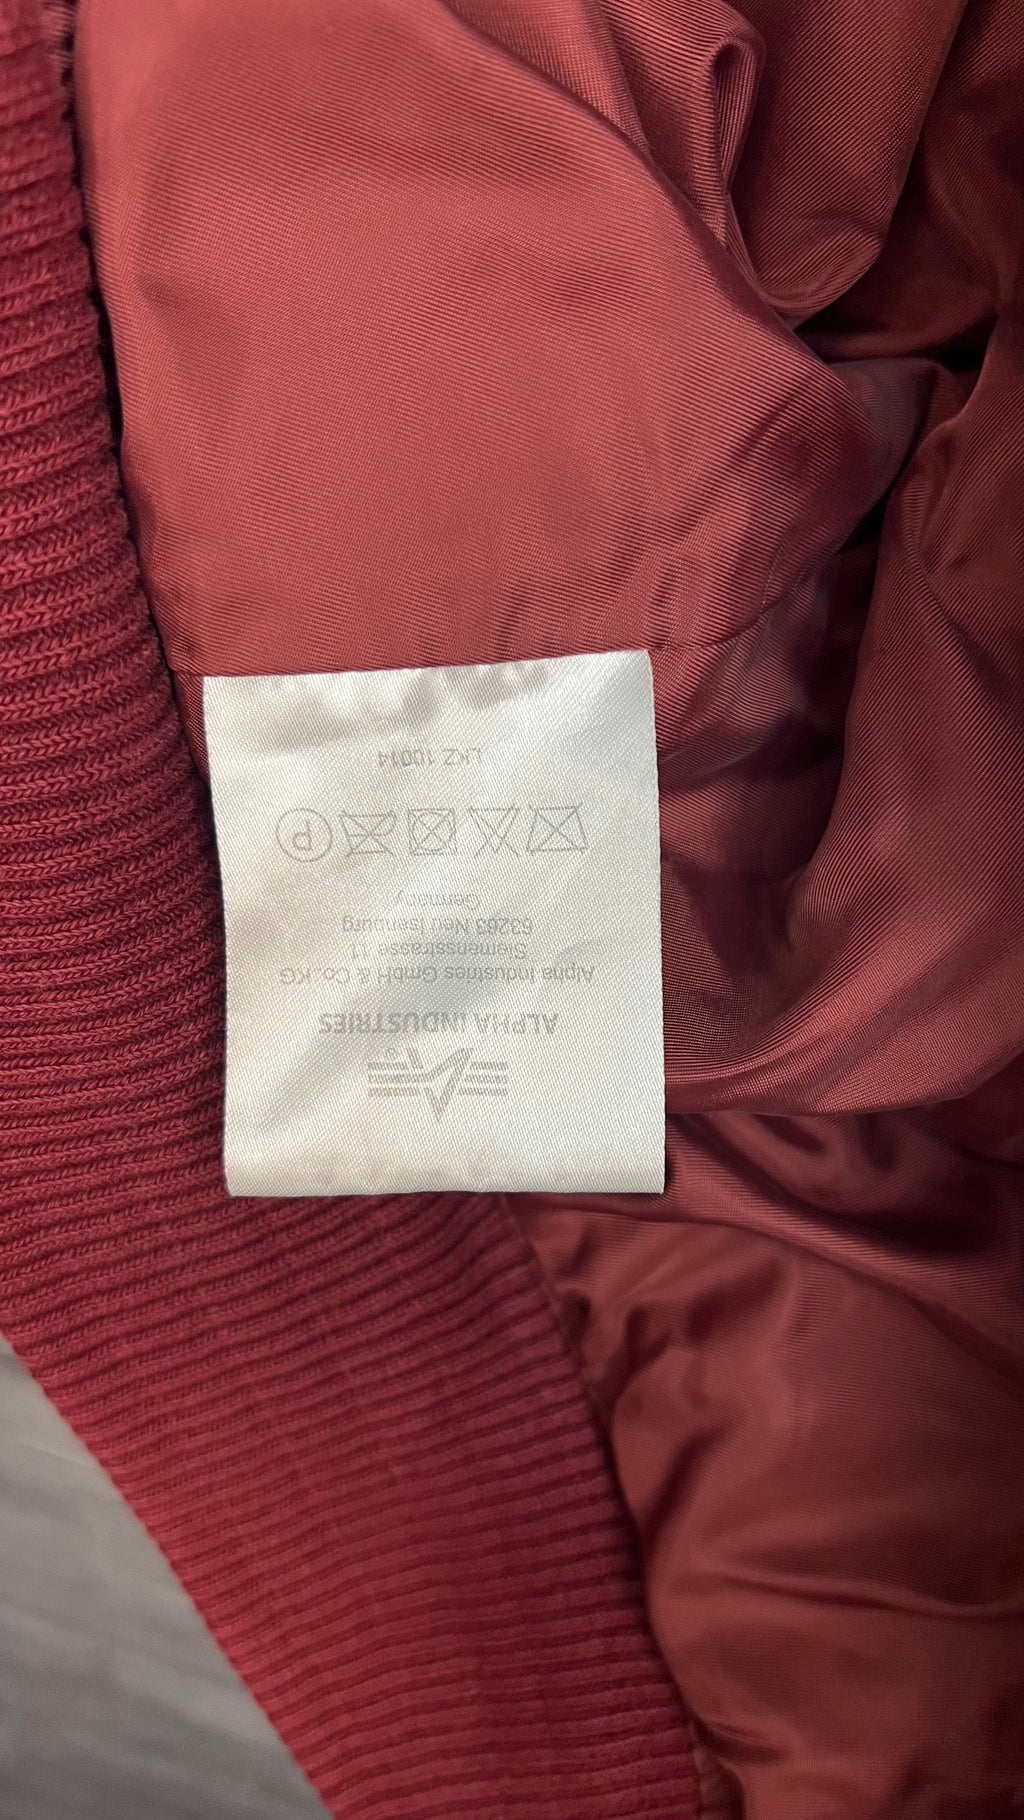 ALPHA INDUSTRIES
Alpha Industries GmbH & Co. KG
Siemensstrasse 11
63263 Neu Isenburg
Germany
P
LKZ 10014